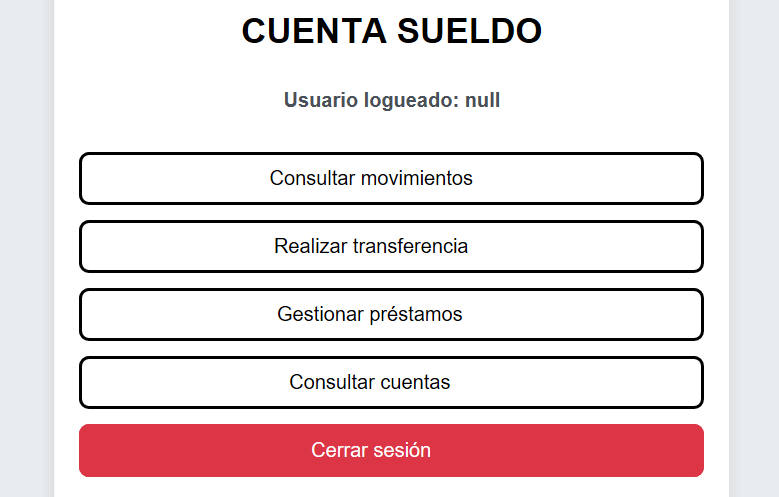 CUENTA SUELDO
Usuario logueado: null
Consultar movimientos
Realizar transferencia
Gestionar préstamos
Consultar cuentas
Cerrar sesión